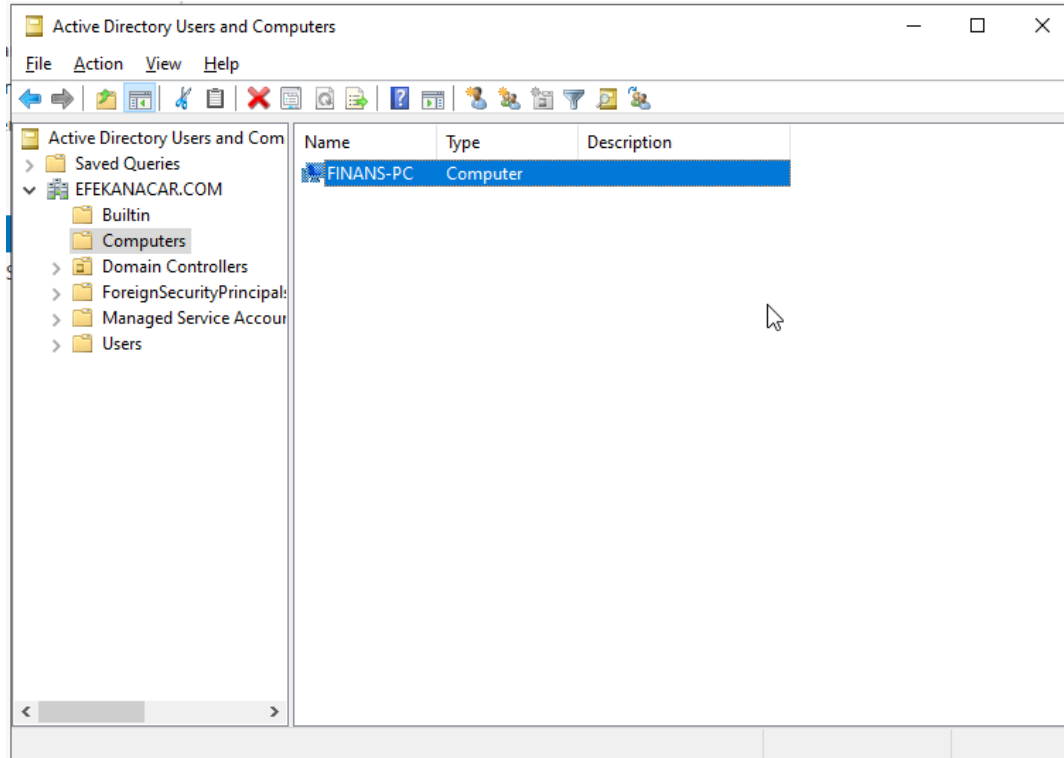 Active Directory Users and Computers
File Action View Help
Active Directory Users and Com
Saved Queries
EFEKANACAR.COM
Builtin
Computers
Domain Controllers
ForeignSecurityPrincipal
Managed Service Accoun
Users
Name Type Description
FINANS-PC Computer